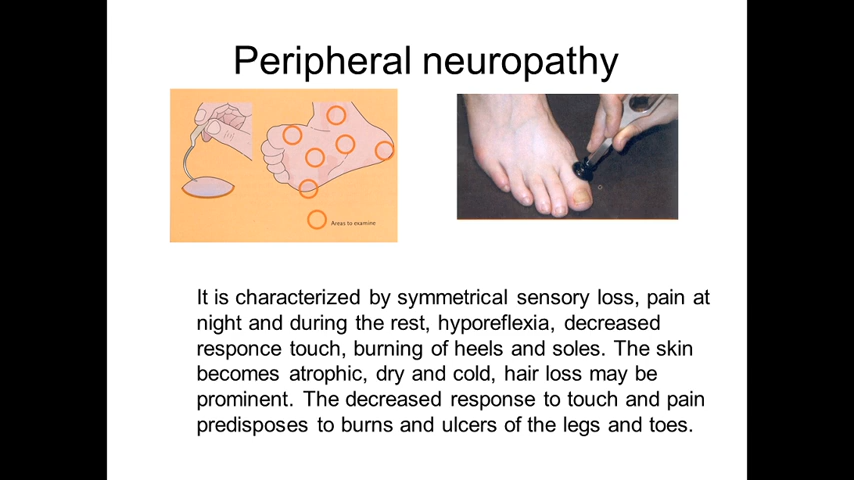 Peripheral neuropathy
Areas to examine
It is characterized by symmetrical sensory loss, pain at
night and during the rest, hyporeflexia, decreased
responce touch, burning of heels and soles. The skin
becomes atrophic, dry and cold, hair loss may be
prominent. The decreased response to touch and pain
predisposes to burns and ulcers of the legs and toes.